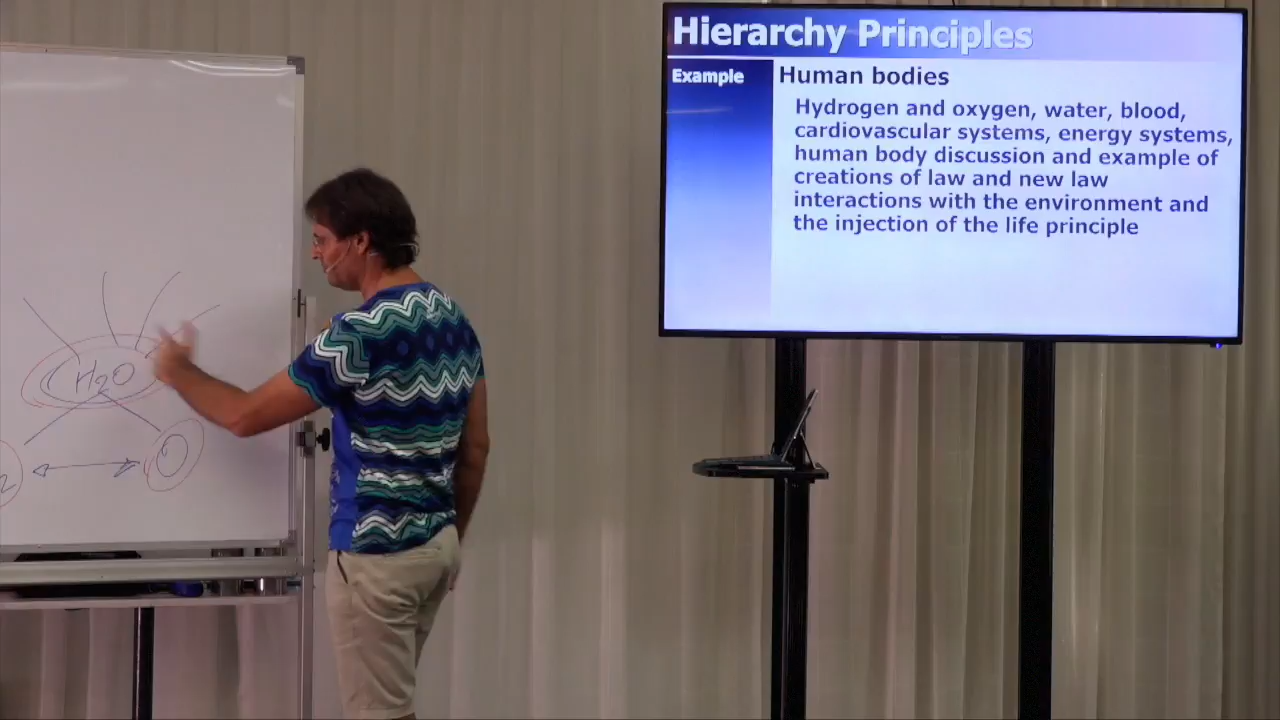 Hierarchy Principles
Example
Human bodies
Hydrogen and oxygen, water, blood,
cardiovascular systems, energy systems,
human body discussion and example of
creations of law and new law
interactions with the environment and
the injection of the life principle
H2O
2
O